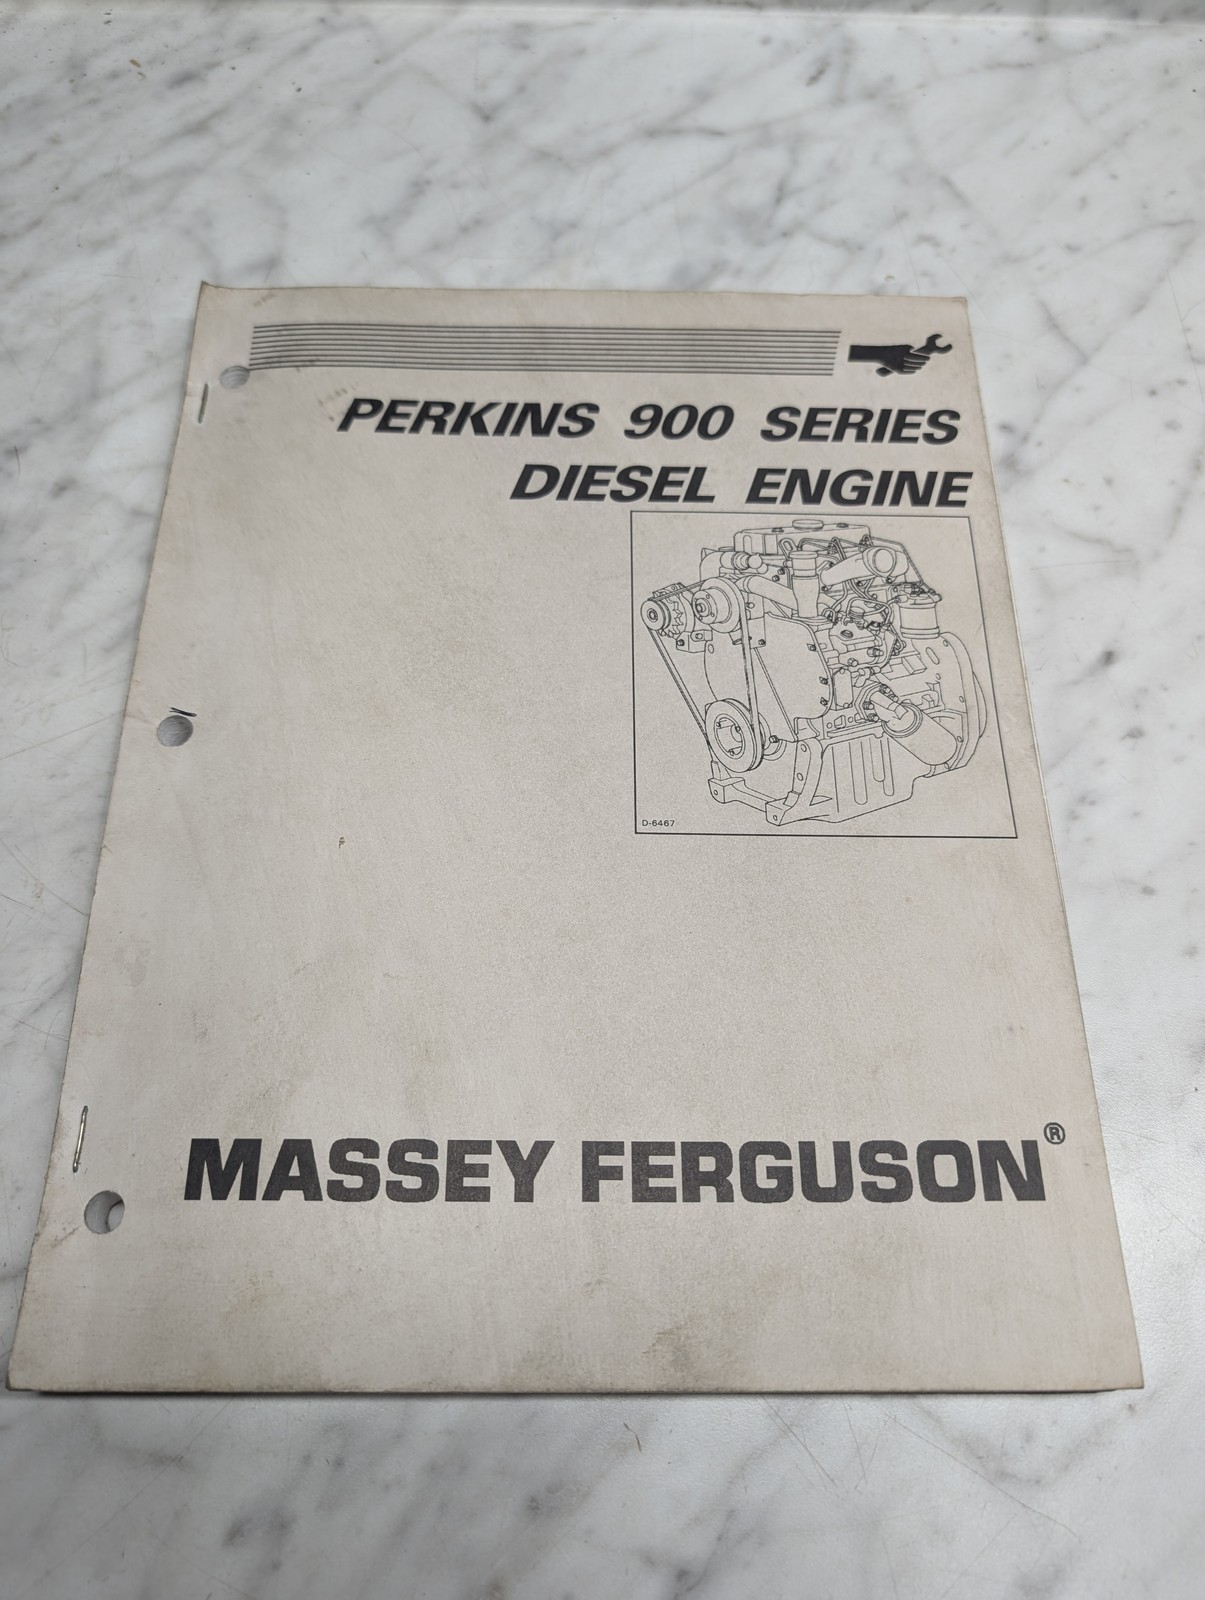 PERKINS 900 SERIES
DIESEL ENGINE
D-6467
MASSEY FERGUSON®